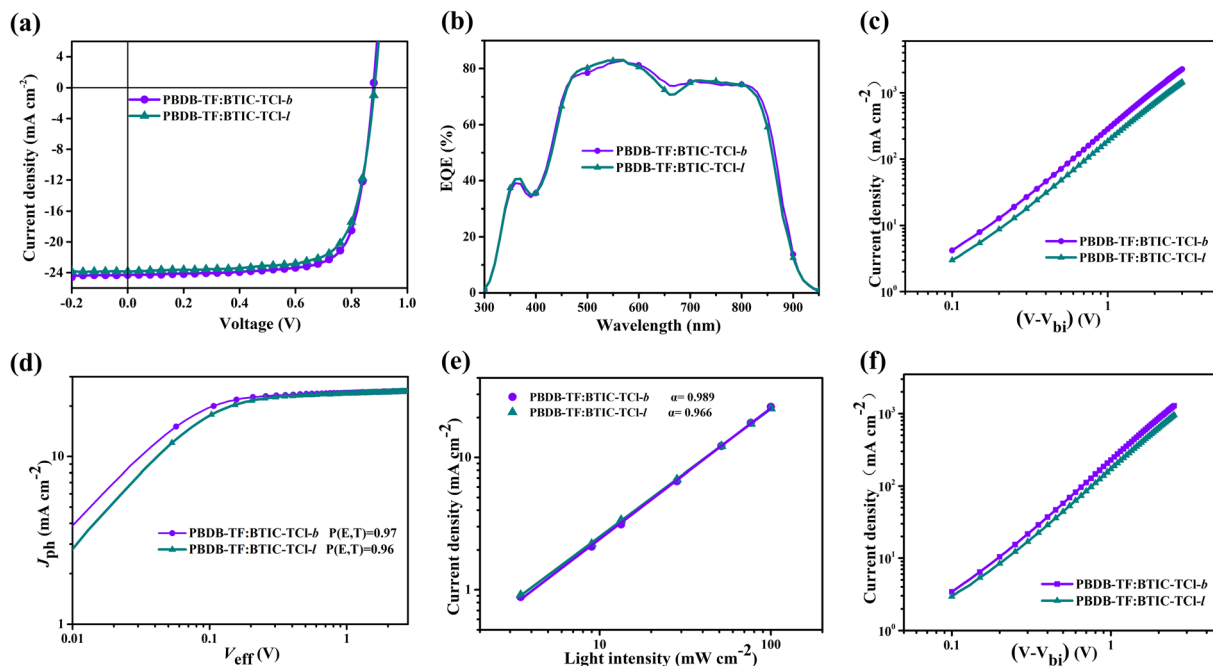 (a)
4
0
-4
-8
-12
-16
-20
-24
-0.2
0.0
0.2
0.4
0.6
0.8
1.0
Current density (mA cm-2)
Voltage (V)
PBDB-TF:BTIC-TCl-b
PBDB-TF:BTIC-TCl-l
(b)
100
80
60
40
20
0
300
400
500
600
700
800
900
EQE (%)
Wavelength (nm)
PBDB-TF:BTIC-TCl-b
PBDB-TF:BTIC-TCl-l
(c)
10^3
10^2
10^1
10^0
0.1
1
Current density (mA cm-2)
(V-Vbi) (V)
PBDB-TF:BTIC-TCl-b
PBDB-TF:BTIC-TCl-l
(d)
10
1
0.01
0.1
1
Jph (mA cm-2)
Veff (V)
PBDB-TF:BTIC-TCl-b P(E,T)=0.97
PBDB-TF:BTIC-TCl-l P(E,T)=0.96
(e)
10
1
10
100
Current density (mA cm-2)
Light intensity (mW cm-2)
PBDB-TF:BTIC-TCl-b α= 0.989
PBDB-TF:BTIC-TCl-l α= 0.966
(f)
10^3
10^2
10^1
10^0
0.1
1
Current density (mA cm-2)
(V-Vbi) (V)
PBDB-TF:BTIC-TCl-b
PBDB-TF:BTIC-TCl-l